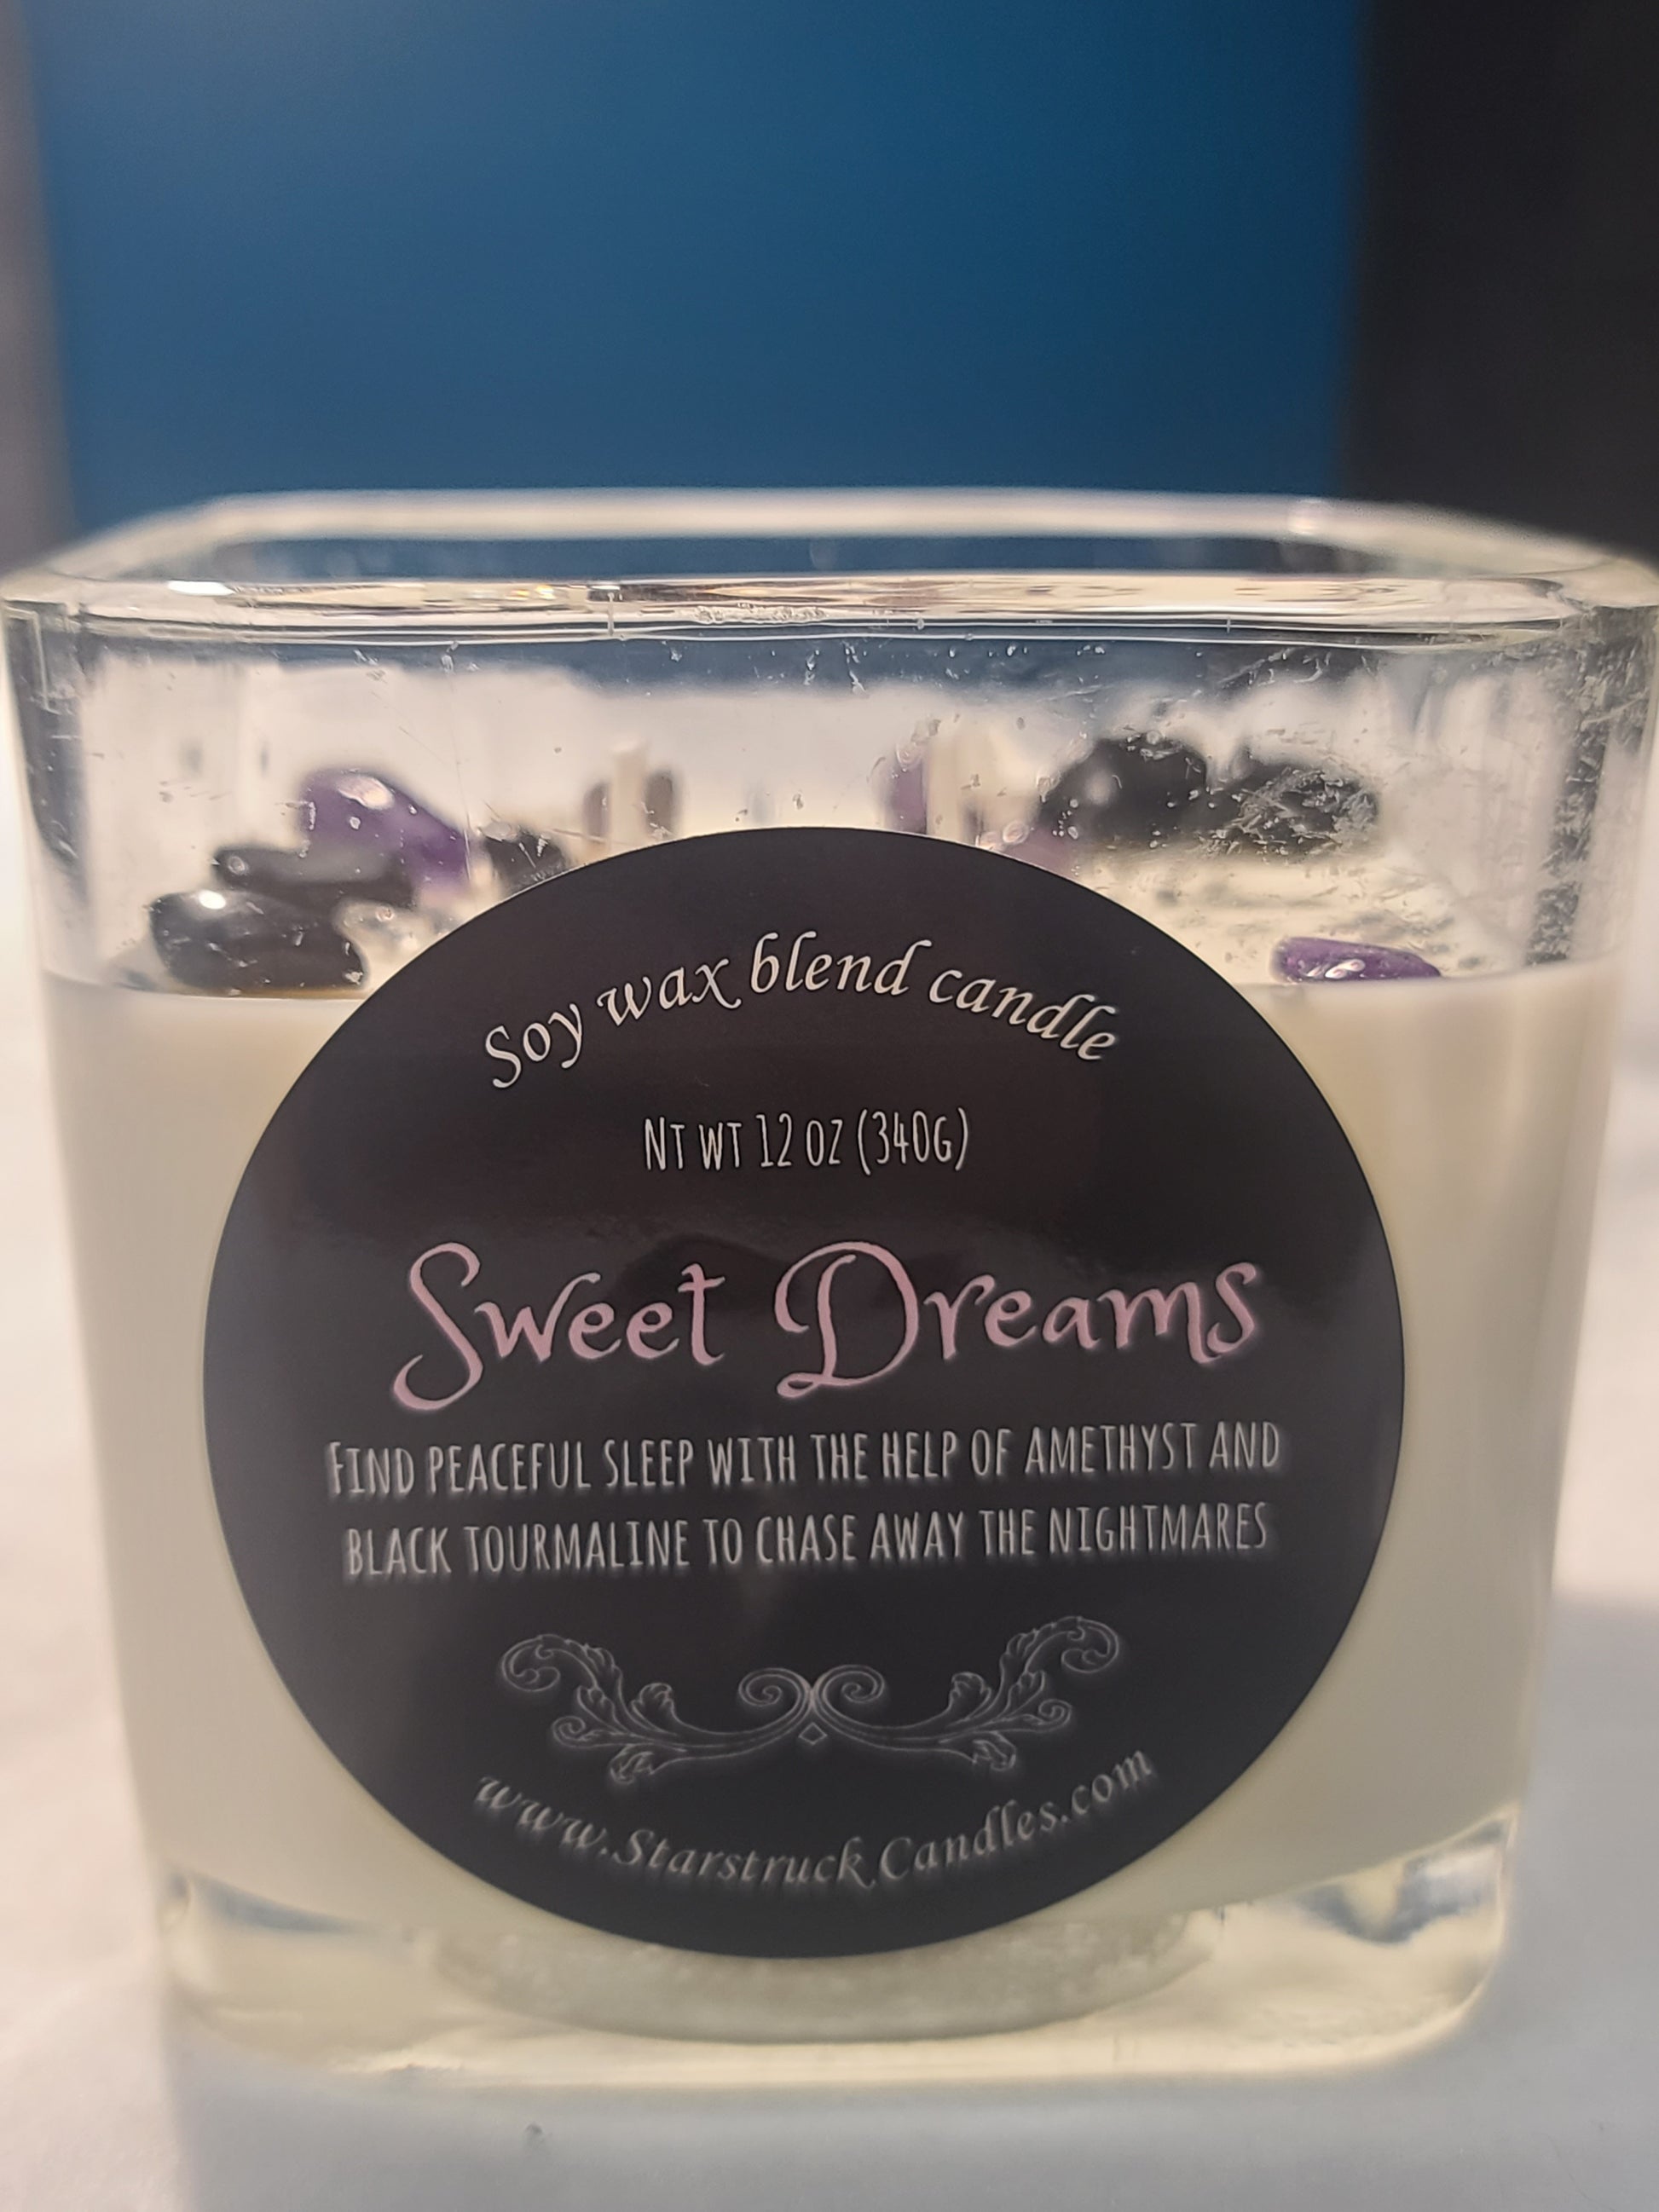 Soy wax blend candle
NT WT 12 OZ (340G)
Sweet Dreams
FIND PEACEFUL SLEEP WITH THE HELP OF AMETHYST AND
BLACK TOURMALINE TO CHASE AWAY THE NIGHTMARES
www.StarstruckCandles.com